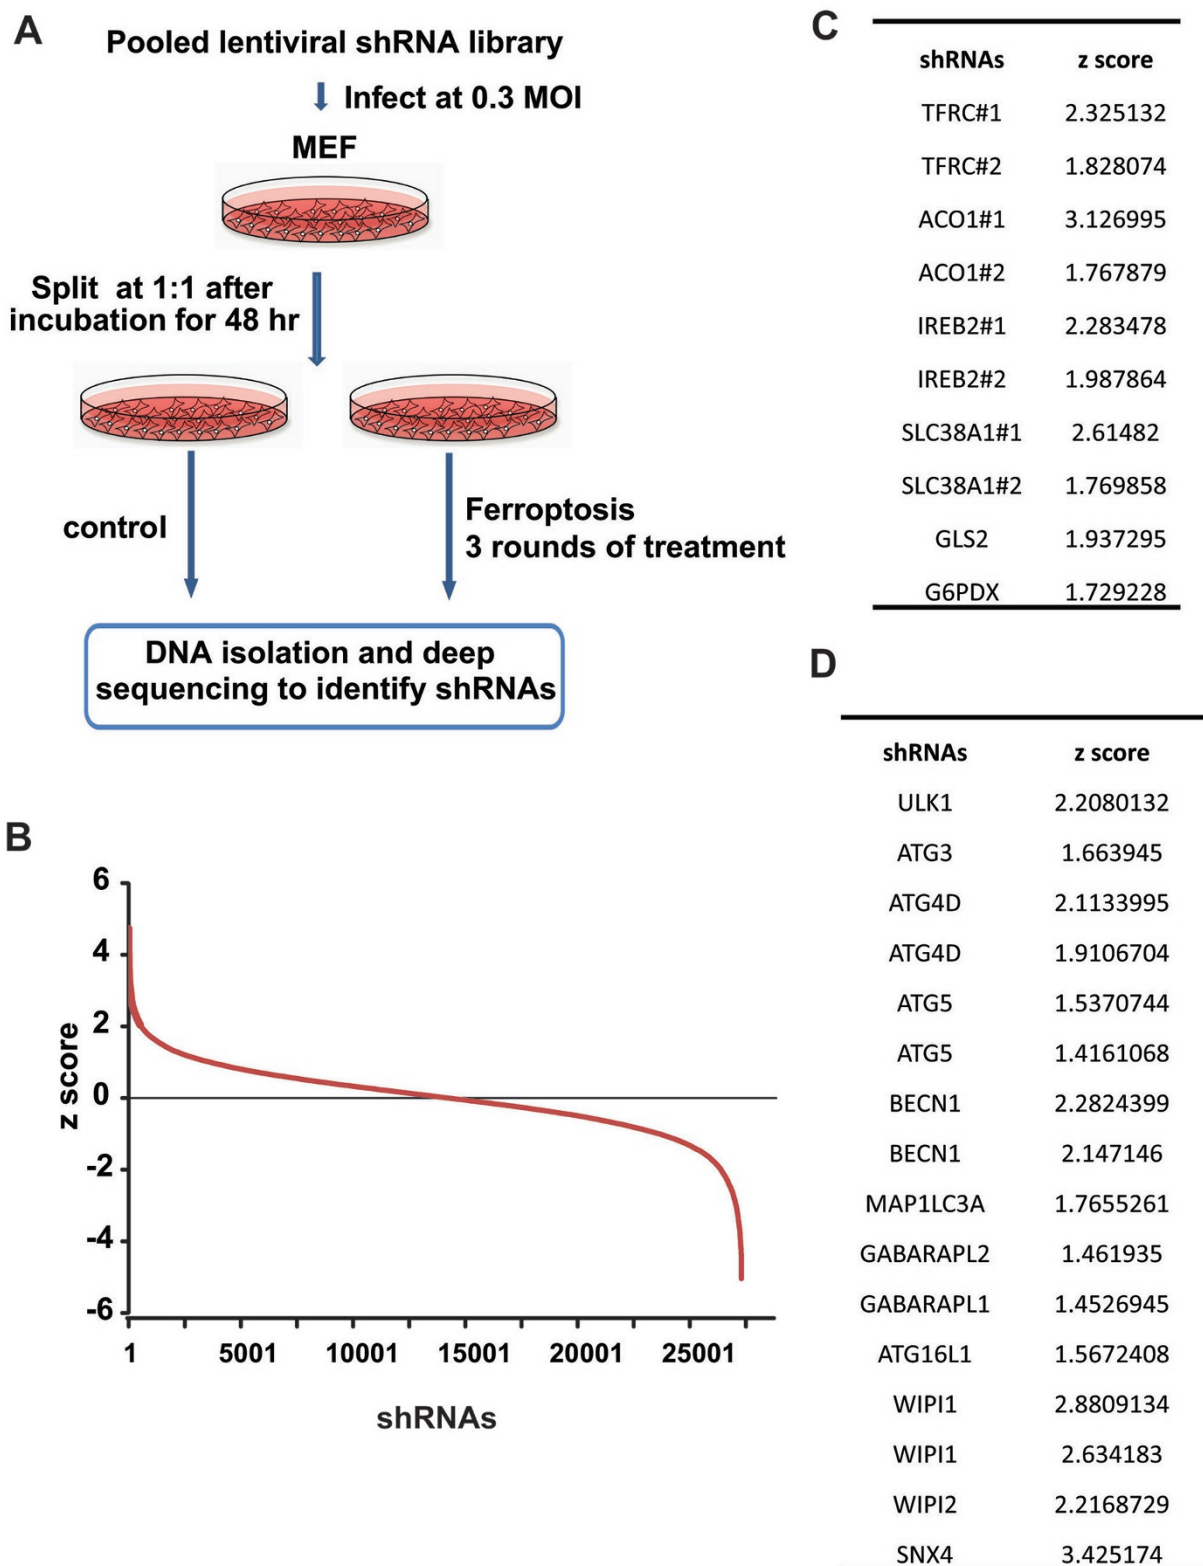 A
Pooled lentiviral shRNA library
Infect at 0.3 MOI
MEF
Split at 1:1 after
incubation for 48 hr
control
Ferroptosis
3 rounds of treatment
DNA isolation and deep
sequencing to identify shRNAs
B
6
4
2
0
-2
-4
-6
z score
1 5001 10001 15001 20001 25001
shRNAs
C
shRNAs z score
TFRC#1 2.325132
TFRC#2 1.828074
ACO1#1 3.126995
ACO1#2 1.767879
IREB2#1 2.283478
IREB2#2 1.987864
SLC38A1#1 2.61482
SLC38A1#2 1.769858
GLS2 1.937295
G6PDX 1.729228
D
shRNAs z score
ULK1 2.2080132
ATG3 1.663945
ATG4D 2.1133995
ATG4D 1.9106704
ATG5 1.5370744
ATG5 1.4161068
BECN1 2.2824399
BECN1 2.147146
MAP1LC3A 1.7655261
GABARAPL2 1.461935
GABARAPL1 1.4526945
ATG16L1 1.5672408
WIPI1 2.8809134
WIPI1 2.634183
WIPI2 2.2168729
SNX4 3.425174